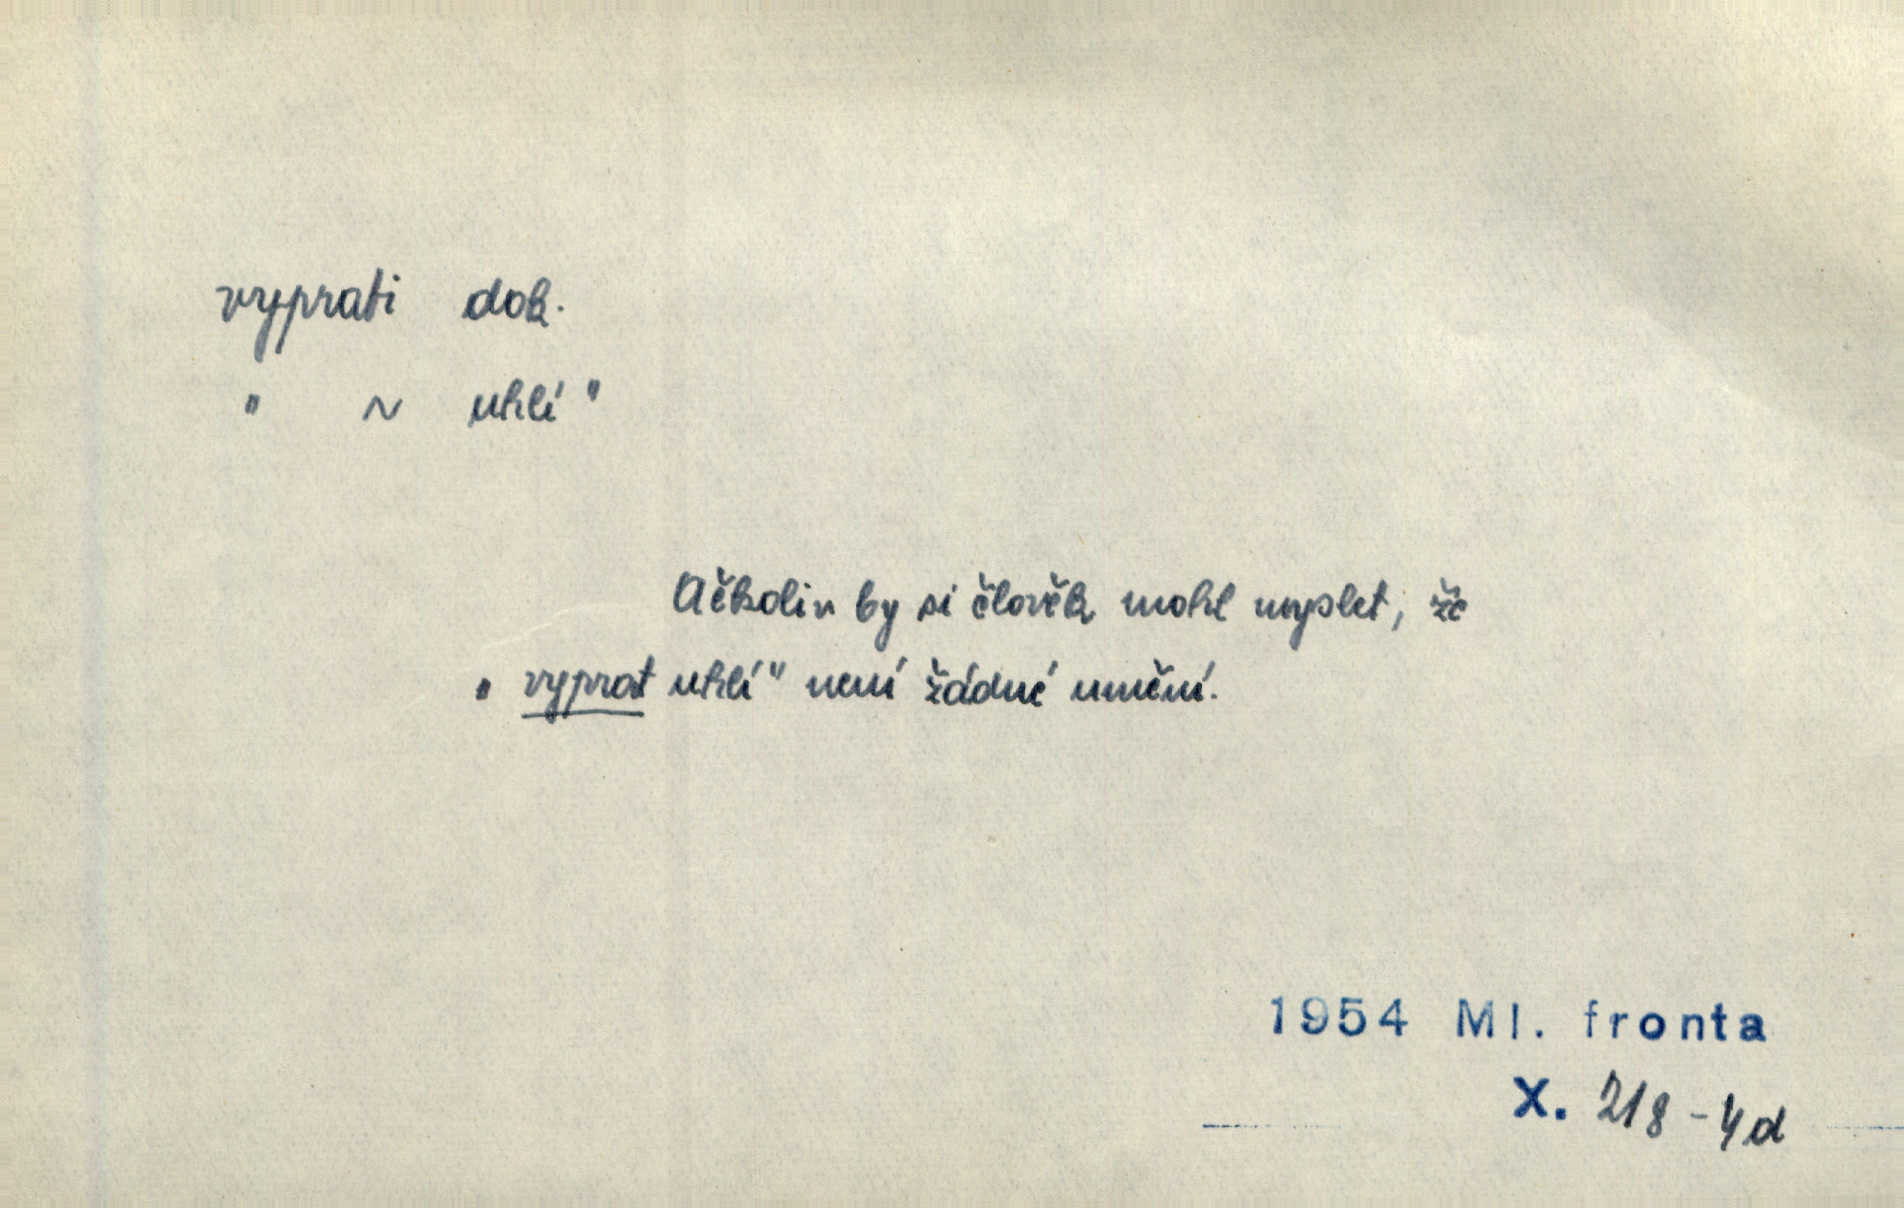 vyprati dok.
„ ~ uhlí "
Ačkoliv by si člověk mohl myslet, že
„ vyprat uhlí" není žádné umění.
1954 Ml. fronta
X. 218 - 4d